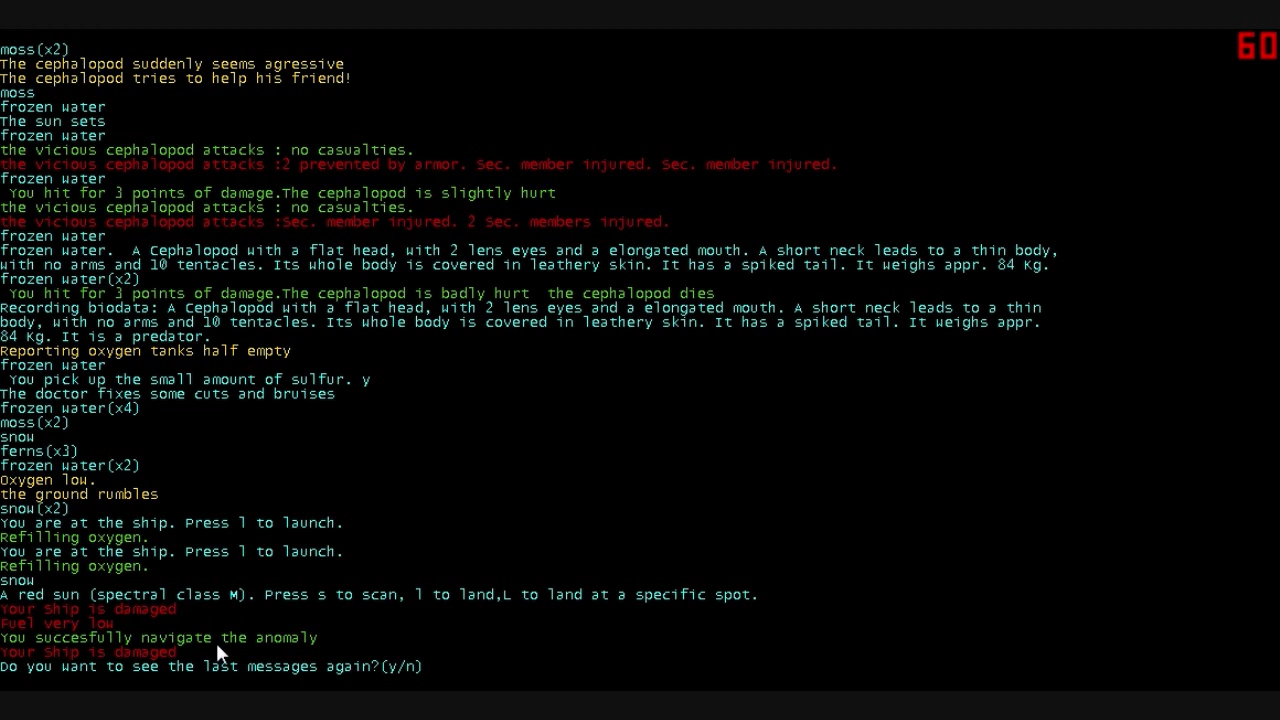 60
moss(x2)
The cephalopod suddenly seems agressive
The cephalopod tries to help his friend!
moss
frozen water
The sun sets
frozen water
the vicious cephalopod attacks : no casualties.
the vicious cephalopod attacks :2 prevented by armor. Sec. member injured. Sec. member injured.
frozen water
You hit for 3 points of damage.The cephalopod is slightly hurt
the vicious cephalopod attacks : no casualties.
the vicious cephalopod attacks :Sec. member injured. 2 Sec. members injured.
frozen water
frozen water.  A Cephalopod with a flat head, with 2 lens eyes and a elongated mouth. A short neck leads to a thin body,
with no arms and 10 tentacles. Its whole body is covered in leathery skin. It has a spiked tail. It weighs appr. 84 Kg.
frozen water(x2)
You hit for 3 points of damage.The cephalopod is badly hurt  the cephalopod dies
Recording biodata: A Cephalopod with a flat head, with 2 lens eyes and a elongated mouth. A short neck leads to a thin
body, with no arms and 10 tentacles. Its whole body is covered in leathery skin. It has a spiked tail. It weighs appr.
84 Kg. It is a predator.
Reporting oxygen tanks half empty
frozen water
You pick up the small amount of sulfur. y
The doctor fixes some cuts and bruises
frozen water(x4)
moss(x2)
snow
ferns(x3)
frozen water(x2)
Oxygen low.
the ground rumbles
snow(x2)
You are at the ship. Press l to launch.
Refilling oxygen.
You are at the ship. Press l to launch.
Refilling oxygen.
snow
A red sun (spectral class M). Press s to scan, l to land,L to land at a specific spot.
Your Ship is damaged
Fuel very low
You succesfully navigate the anomaly
Your Ship is damaged
Do you want to see the last messages again?(y/n)